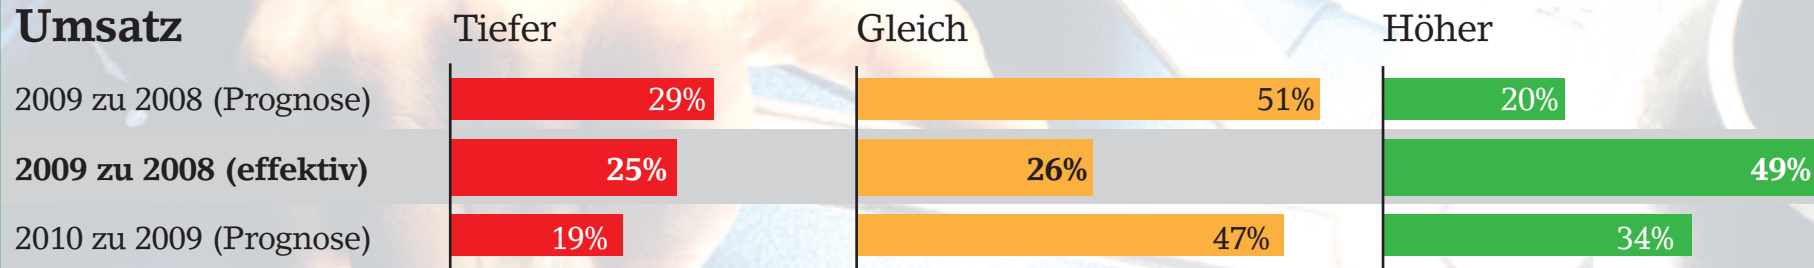 Umsatz Tiefer Gleich Höher
2009 zu 2008 (Prognose) 29% 51% 20%
2009 zu 2008 (effektiv) 25% 26% 49%
2010 zu 2009 (Prognose) 19% 47% 34%